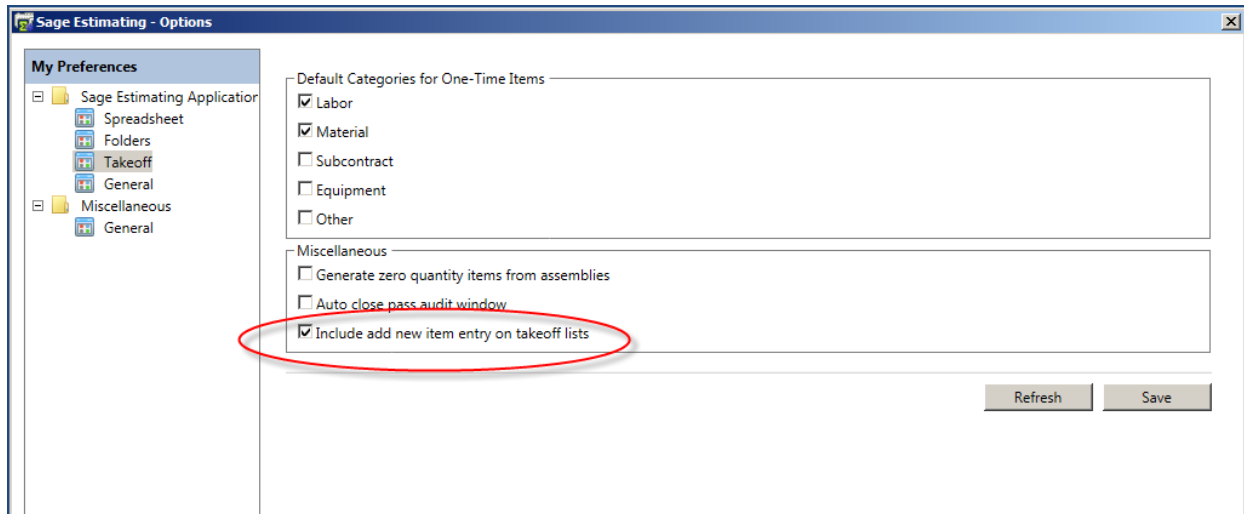 Sage Estimating - Options
My Preferences
Sage Estimating Application
Spreadsheet
Folders
Takeoff
General
Miscellaneous
General
Default Categories for One-Time Items
Labor
Material
Subcontract
Equipment
Other
Miscellaneous
Generate zero quantity items from assemblies
Auto close pass audit window
Include add new item entry on takeoff lists
Refresh
Save